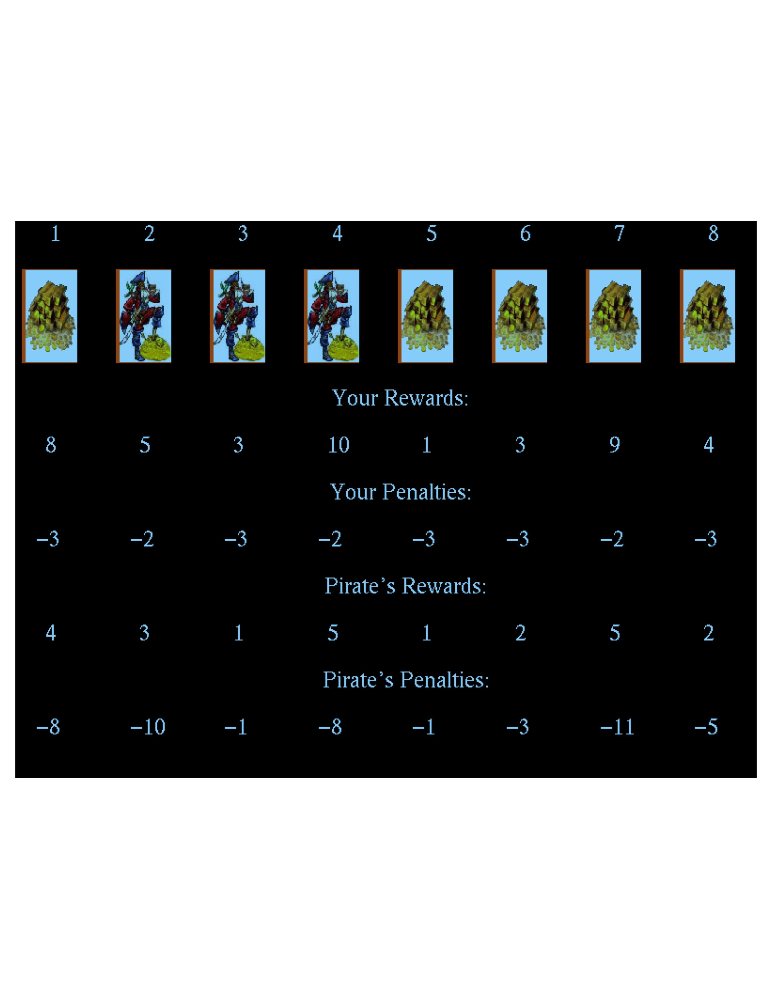 1 2 3 4 5 6 7 8
Your Rewards:
8 5 3 10 1 3 9 4
Your Penalties:
−3 −2 −3 −2 −3 −3 −2 −3
Pirate’s Rewards:
4 3 1 5 1 2 5 2
Pirate’s Penalties:
−8 −10 −1 −8 −1 −3 −11 −5